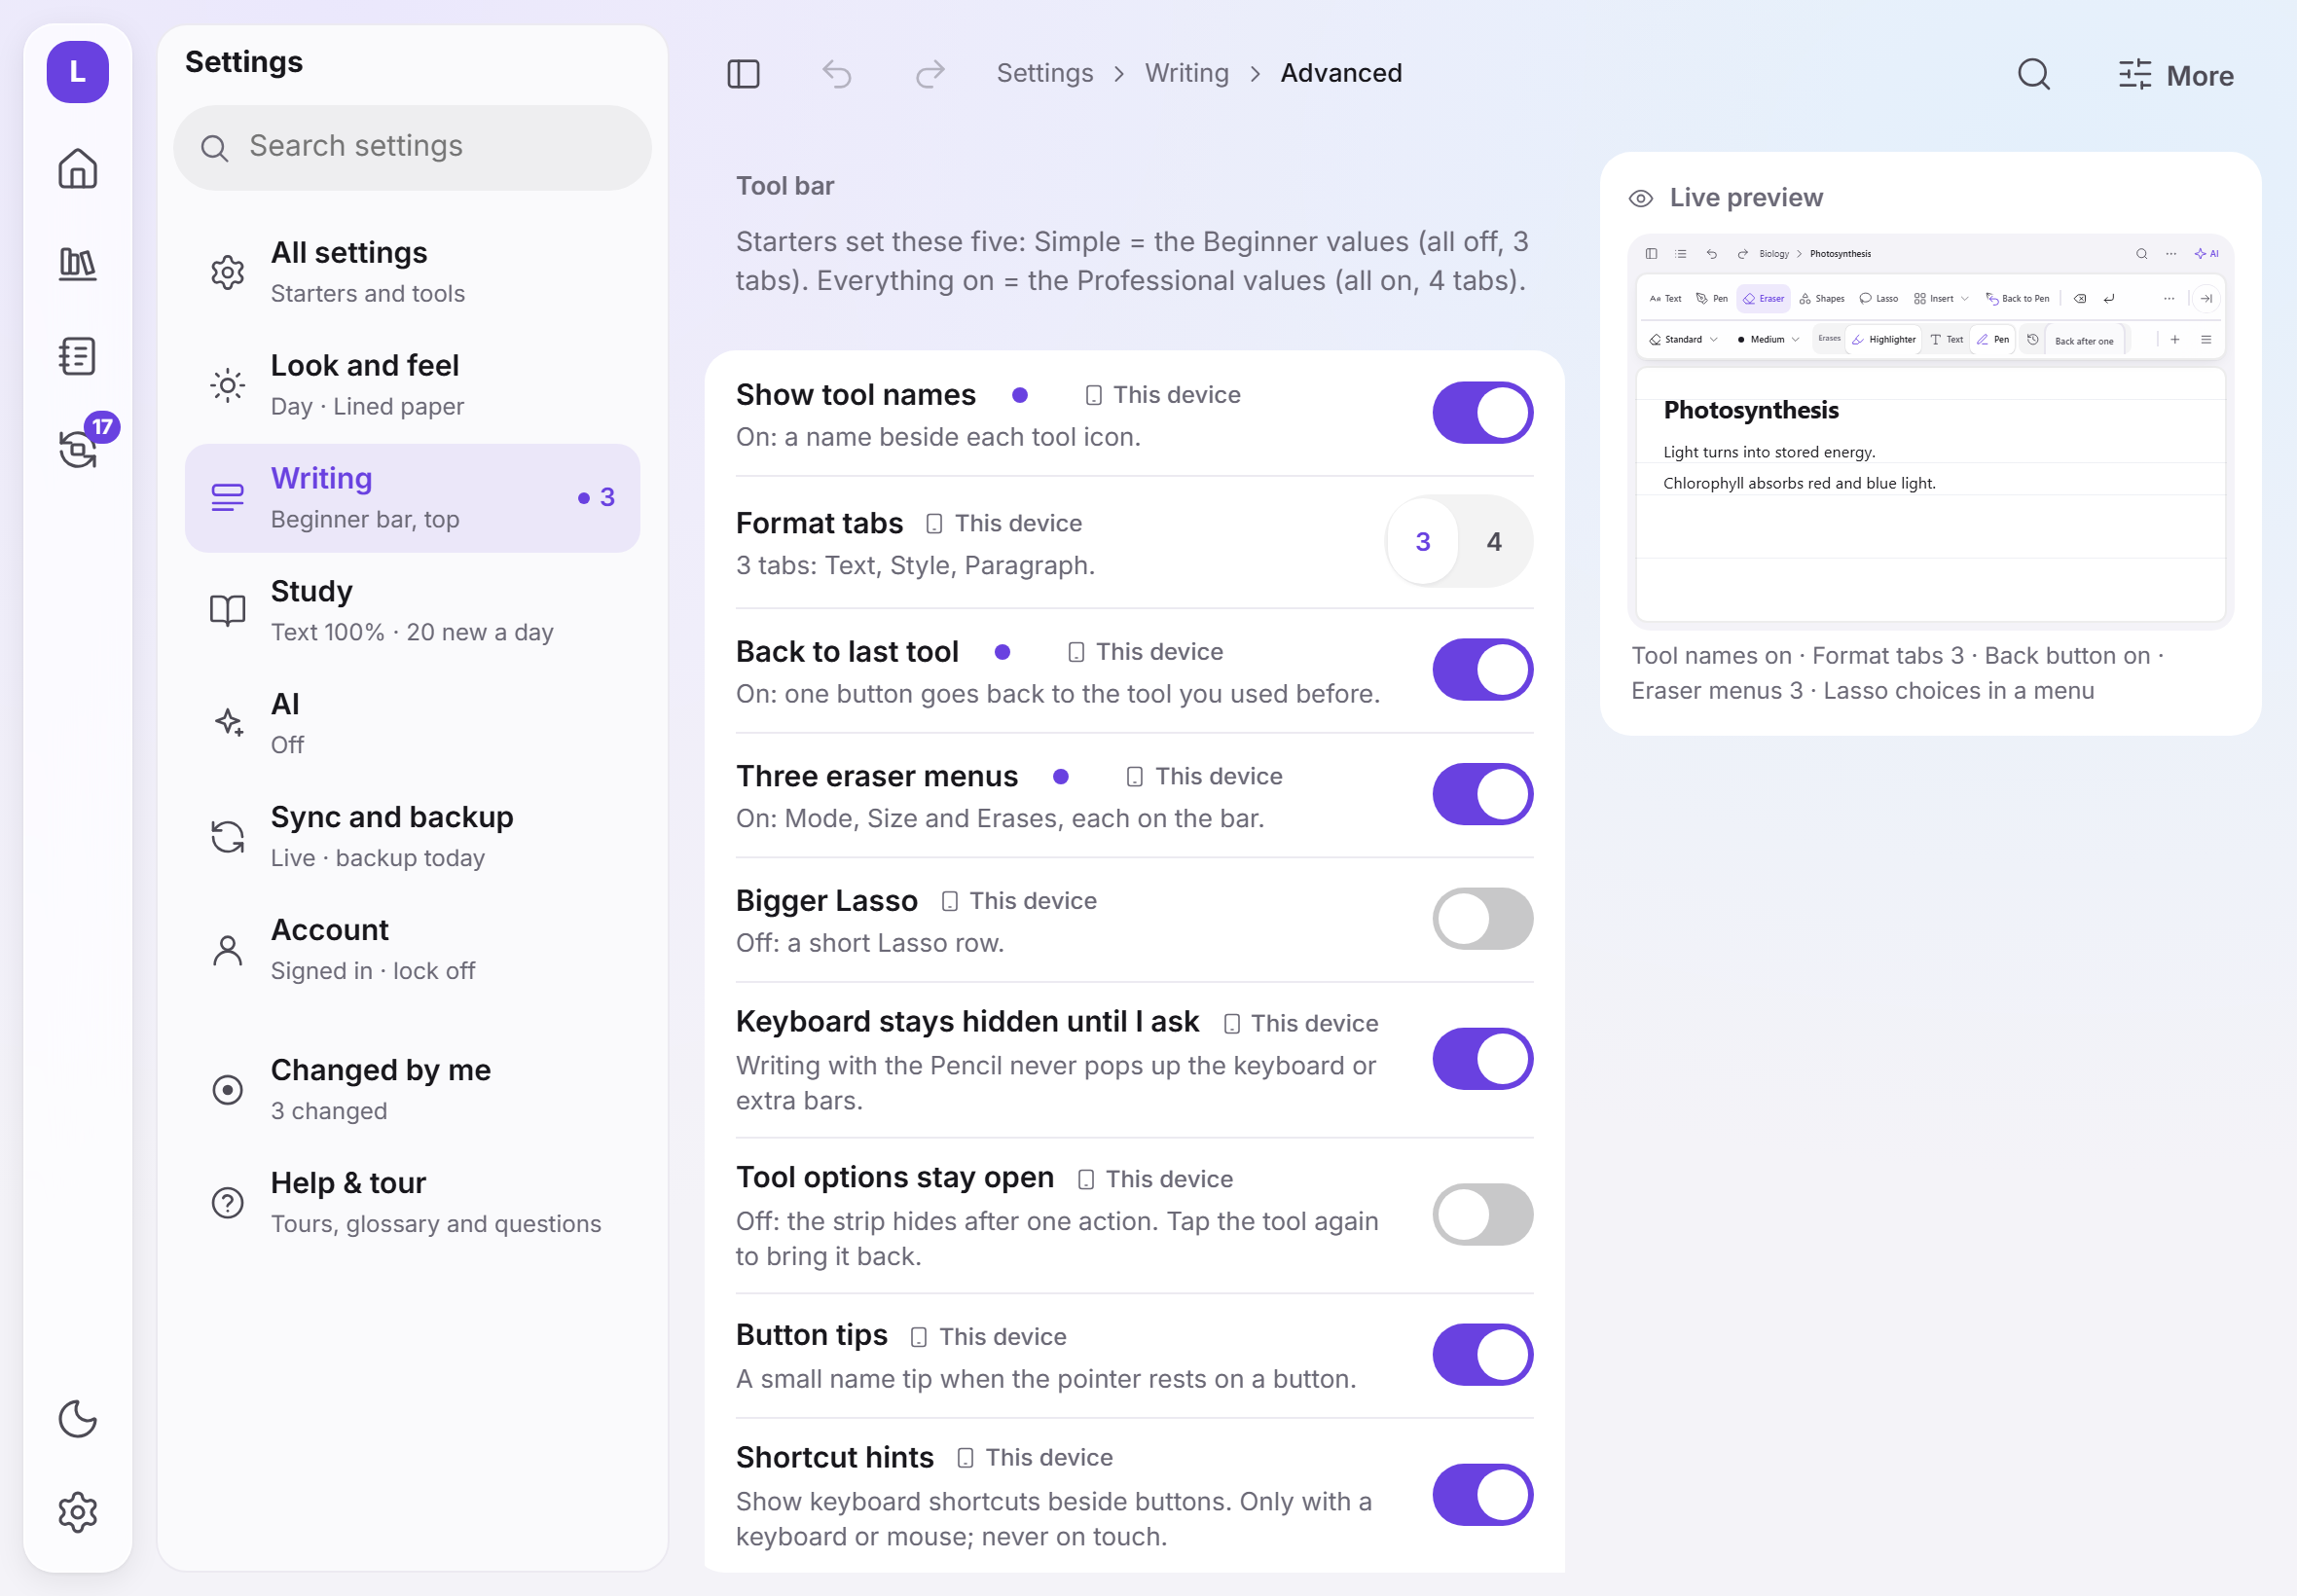 L
17
Settings
Search settings
All settings
Starters and tools
Look and feel
Day · Lined paper
Writing
Beginner bar, top
3
Study
Text 100% · 20 new a day
AI
Off
Sync and backup
Live · backup today
Account
Signed in · lock off
Changed by me
3 changed
Help & tour
Tours, glossary and questions
Settings > Writing > Advanced
More
Tool bar
Starters set these five: Simple = the Beginner values (all off, 3
tabs). Everything on = the Professional values (all on, 4 tabs).
Show tool names This device
On: a name beside each tool icon.
Format tabs This device
3 tabs: Text, Style, Paragraph.
3 4
Back to last tool This device
On: one button goes back to the tool you used before.
Three eraser menus This device
On: Mode, Size and Erases, each on the bar.
Bigger Lasso This device
Off: a short Lasso row.
Keyboard stays hidden until I ask This device
Writing with the Pencil never pops up the keyboard or
extra bars.
Tool options stay open This device
Off: the strip hides after one action. Tap the tool again
to bring it back.
Button tips This device
A small name tip when the pointer rests on a button.
Shortcut hints This device
Show keyboard shortcuts beside buttons. Only with a
keyboard or mouse; never on touch.
Live preview
Biology > Photosynthesis
AI
Aa Text Pen Eraser Shapes Lasso Insert Back to Pen
Standard Medium Erases Highlighter Text Pen Back after one
Photosynthesis
Light turns into stored energy.
Chlorophyll absorbs red and blue light.
Tool names on · Format tabs 3 · Back button on ·
Eraser menus 3 · Lasso choices in a menu